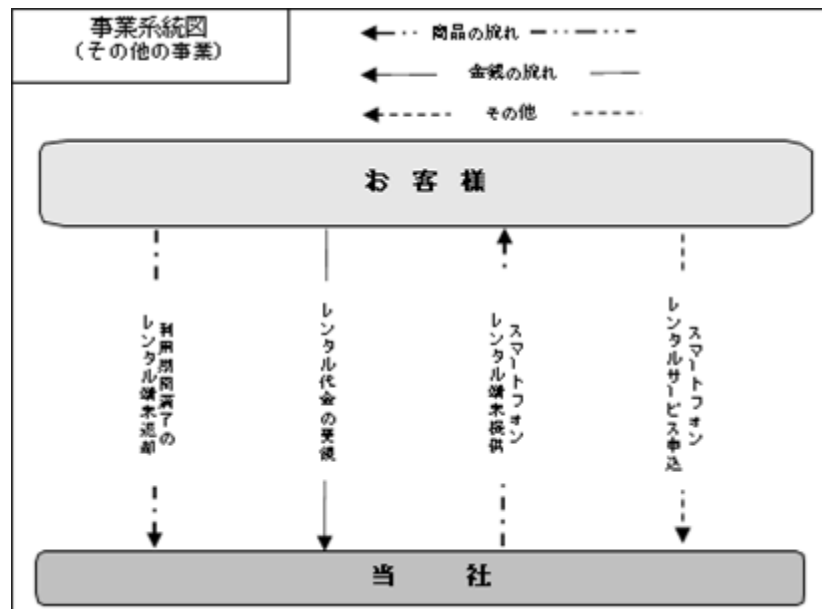 事業系統図
(その他の事業)
商品の流れ
金銭の流れ
その他
お 客 様
利用期間満了の
レンタル端末返却
レンタル代金の受領
スマートフォン
レンタル端末提供
スマートフォン
レンタルサービス申込
当 社